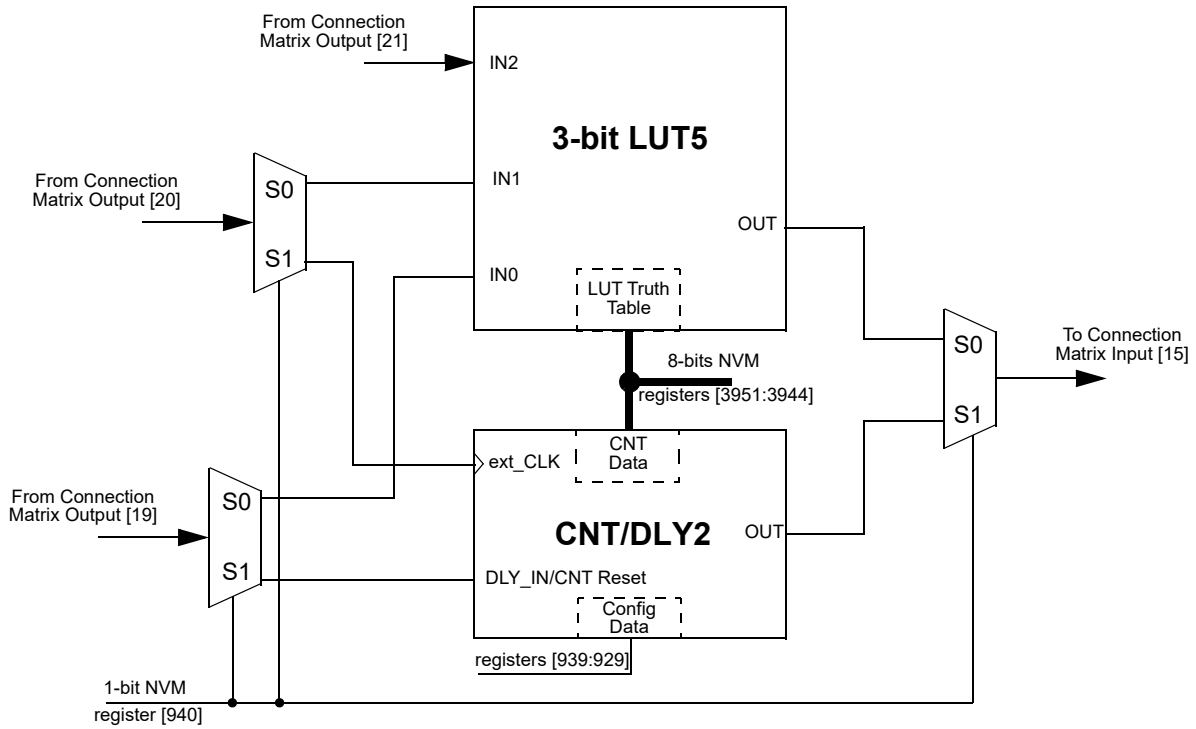 From Connection
Matrix Output [21]
IN2
3-bit LUT5
From Connection
Matrix Output [20]
S0
IN1
S1
OUT
IN0
LUT Truth
Table
S0
To Connection
Matrix Input [15]
8-bits NVM
registers [3951:3944]
S1
CNT
Data
ext_CLK
From Connection
Matrix Output [19]
S0
CNT/DLY2
OUT
S1
DLY_IN/CNT Reset
Config
Data
registers [939:929]
1-bit NVM
register [940]